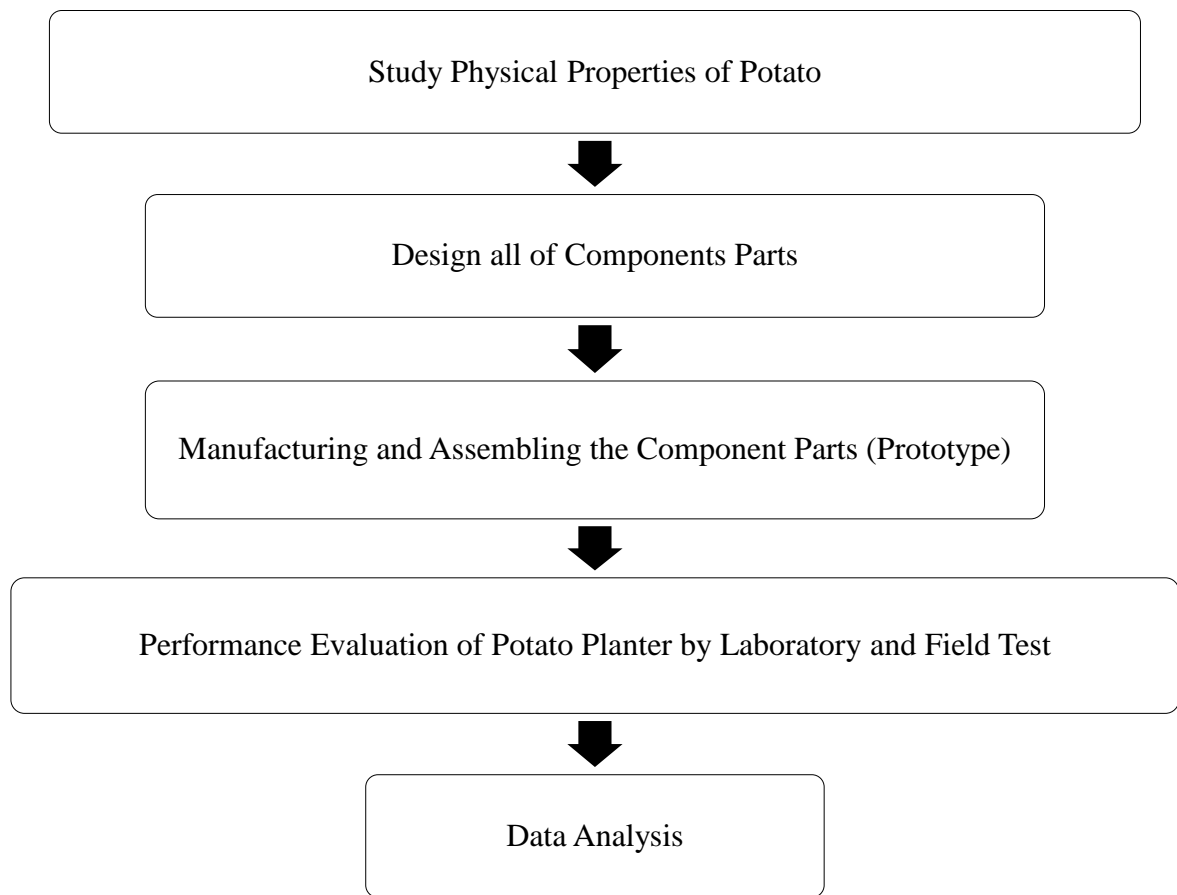 Study Physical Properties of Potato
Design all of Components Parts
Manufacturing and Assembling the Component Parts (Prototype)
Performance Evaluation of Potato Planter by Laboratory and Field Test
Data Analysis